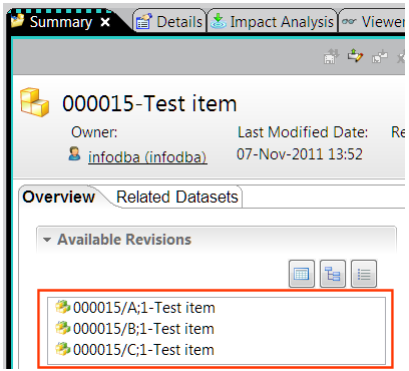 Summary Details Impact Analysis Viewer
000015-Test item
Owner: Last Modified Date: Re
infodba (infodba) 07-Nov-2011 13:52
Overview Related Datasets
Available Revisions
000015/A;1-Test item
000015/B;1-Test item
000015/C;1-Test item